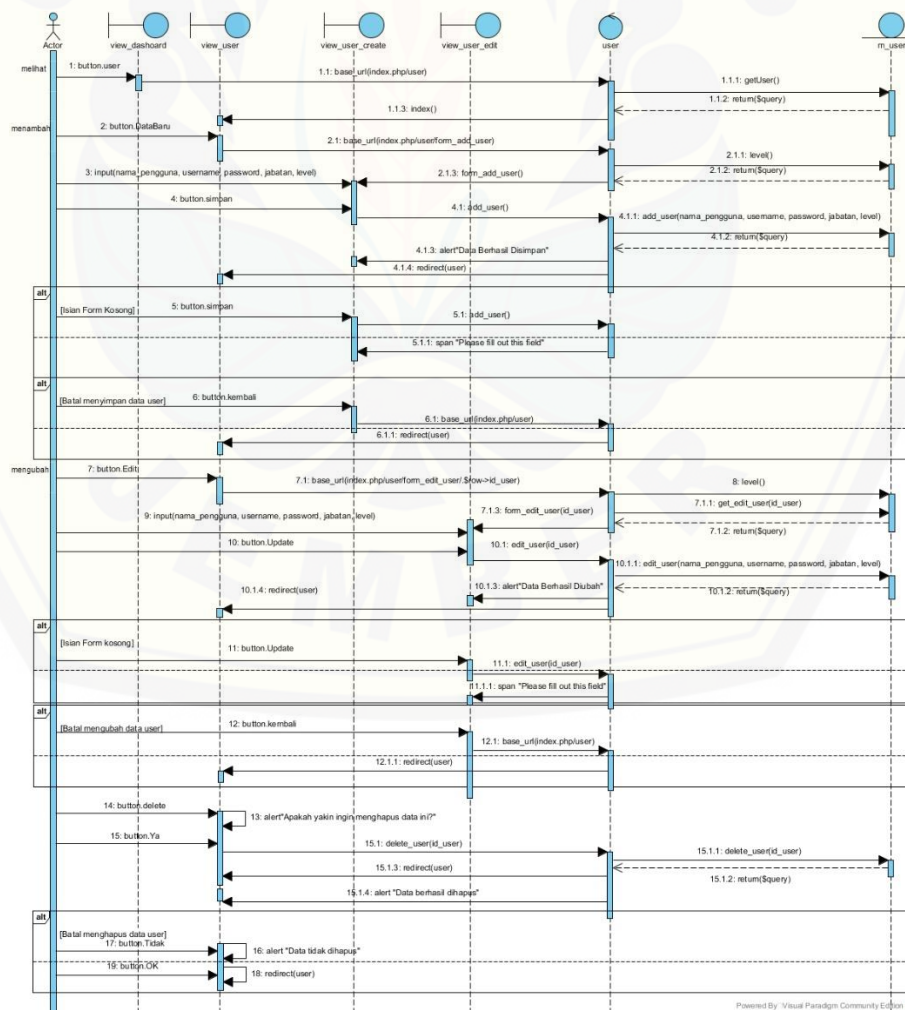 Actor
view_dashoard
view_user
view_user_create
view_user_edit
user
m_user
melihat
1: button.user
1.1: base_url(index.php/user)
1.1.1: getUser()
1.1.2: return($query)
1.1.3: index()
menambah
2: button.DataBaru
2.1: base_url(index.php/user/form_add_user)
2.1.1: level()
2.1.2: return($query)
3: input(nama_pengguna, username, password, jabatan, level)
2.1.3: form_add_user()
4: button.simpan
4.1: add_user()
4.1.1: add_user(nama_pengguna, username, password, jabatan, level)
4.1.2: return($query)
4.1.3: alert"Data Berhasil Disimpan"
4.1.4: redirect(user)
alt
[Isian Form Kosong]
5: button.simpan
5.1: add_user()
5.1.1: span "Please fill out this field"
alt
[Batal menyimpan data user]
6: button.kembali
6.1: base_url(index.php/user)
6.1.1: redirect(user)
mengubah
7: button.Edit
7.1: base_url(index.php/user/form_edit_user/.$row->id_user)
8: level()
7.1.1: get_edit_user(id_user)
9: input(nama_pengguna, username, password, jabatan, level)
7.1.3: form_edit_user(id_user)
7.1.2: return($query)
10: button.Update
10.1: edit_user(id_user)
10.1.1: edit_user(nama_pengguna, username, password, jabatan, level)
10.1.4: redirect(user)
10.1.3: alert"Data Berhasil Diubah"
10.1.2: return($query)
alt
[Isian Form kosong]
11: button.Update
11.1: edit_user(id_user)
11.1.1: span "Please fill out this field"
alt
[Batal mengubah data user]
12: button.kembali
12.1: base_url(index.php/user)
12.1.1: redirect(user)
14: button.delete
13: alert"Apakah yakin ingin menghapus data ini?"
15: button.Ya
15.1: delete_user(id_user)
15.1.1: delete_user(id_user)
15.1.3: redirect(user)
15.1.2: return($query)
15.1.4: alert "Data berhasil dihapus"
alt
[Batal menghapus data user]
17: button.Tidak
16: alert "Data tidak dihapus"
19: button.OK
18: redirect(user)
JEMBER
Powered By Visual Paradigm Community Edition